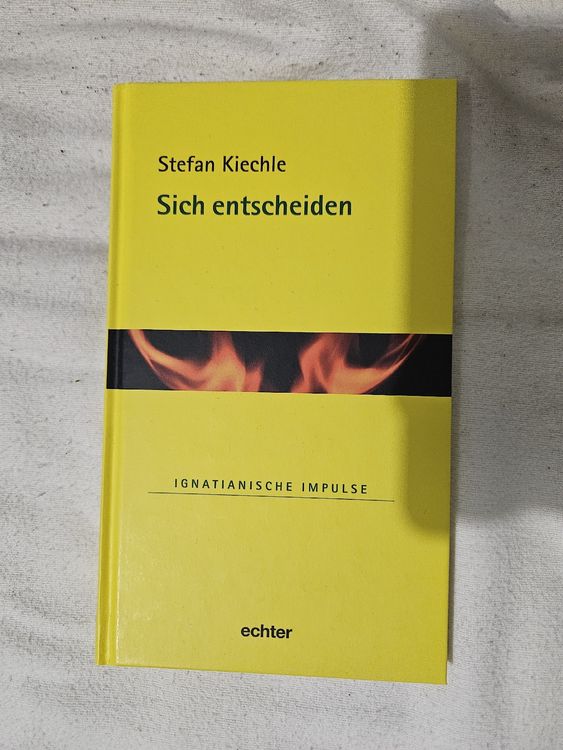 Stefan Kiechle
Sich entscheiden
IGNATIANISCHE IMPULSE
echter